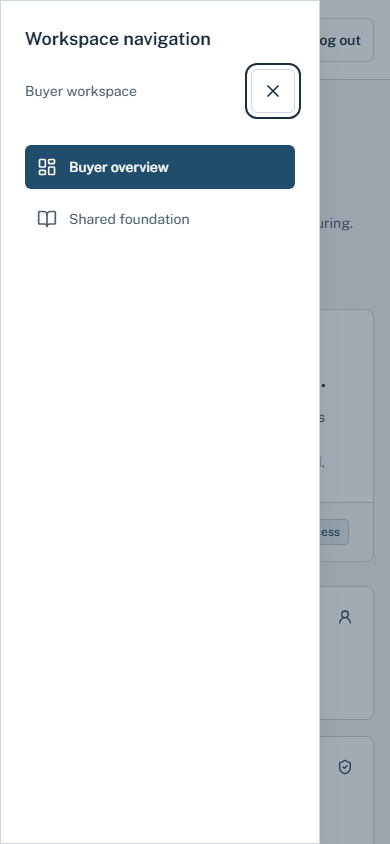 Workspace navigation
Buyer workspace
Buyer overview
Shared foundation
og out
uring.
.
s
l.
ess